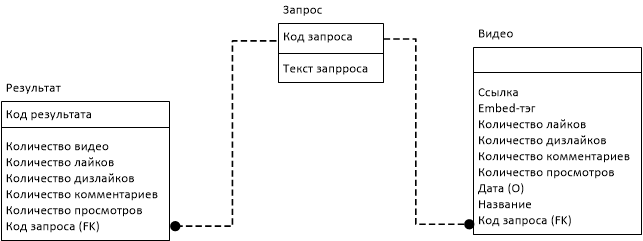 Запрос
Код запроса
Текст запрроса
Видео
Ссылка
Embed-тэг
Количество лайков
Количество дизлайков
Количество комментариев
Количество просмотров
Дата (О)
Название
Код запроса (FK)
Результат
Код результата
Количество видео
Количество лайков
Количество дизлайков
Количество комментариев
Количество просмотров
Код запроса (FK)